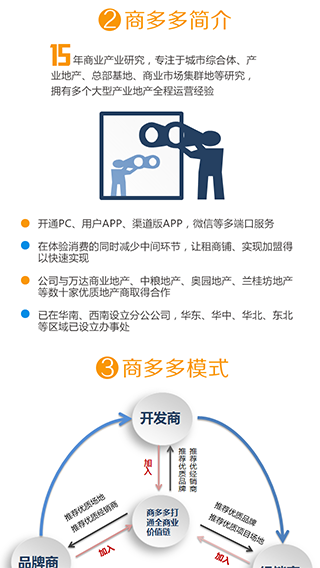 2 商多多简介
15年商业产业研究，专注于城市综合体、产
业地产、总部基地、商业市场集群地等研究，
拥有多个大型产业地产全程运营经验
开通PC、用户APP、渠道版APP，微信等多端口服务
在体验消费的同时减少中间环节，让租商铺、实现加盟得
以快速实现
公司与万达商业地产、中粮地产、奥园地产、兰桂坊地产
等数十家优质地产商取得合作
已在华南、西南设立分公公司，华东、华中、华北、东北
等区域已设立办事处
3 商多多模式
开发商
加入
推荐优质品牌
推荐优经销商
推荐优质场地
推荐优质经销商
商多多打
通全商业
价值链
推荐优质品牌
推荐优质项目场地
加入
加入
品牌商